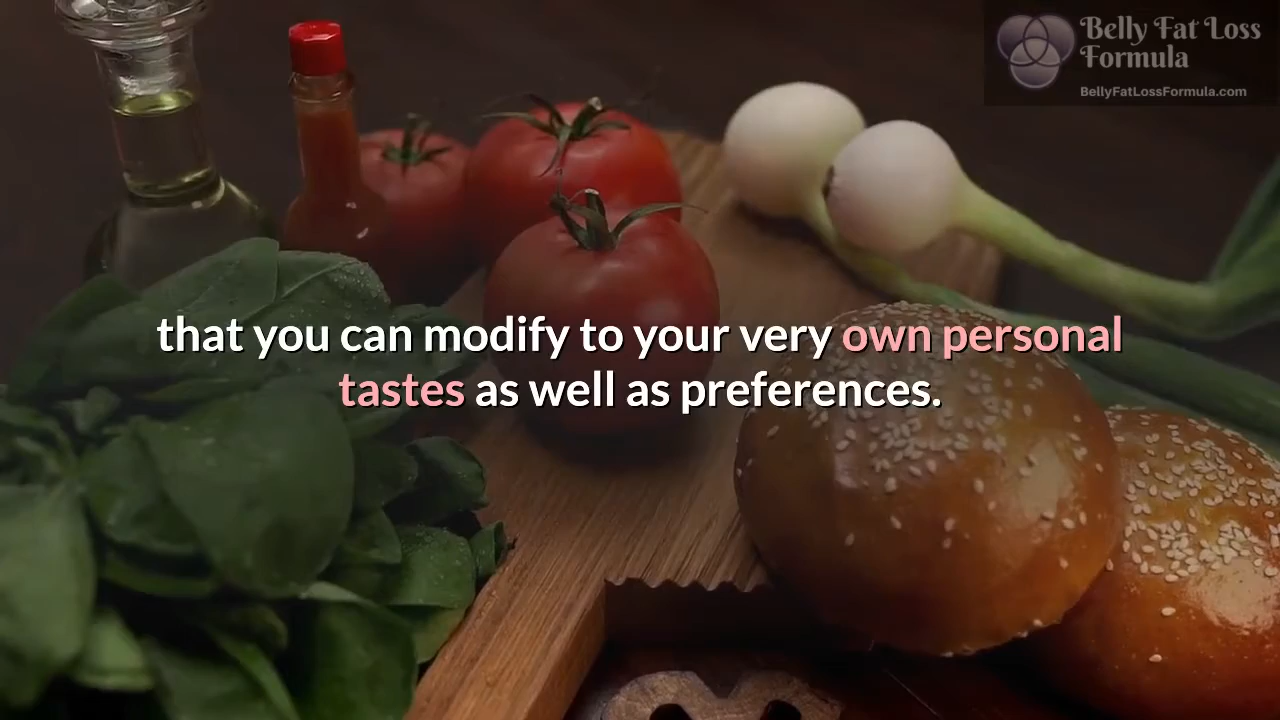 Belly Fat Loss
Formula
BellyFatLossFormula.com
that you can modify to your very own personal
tastes as well as preferences.